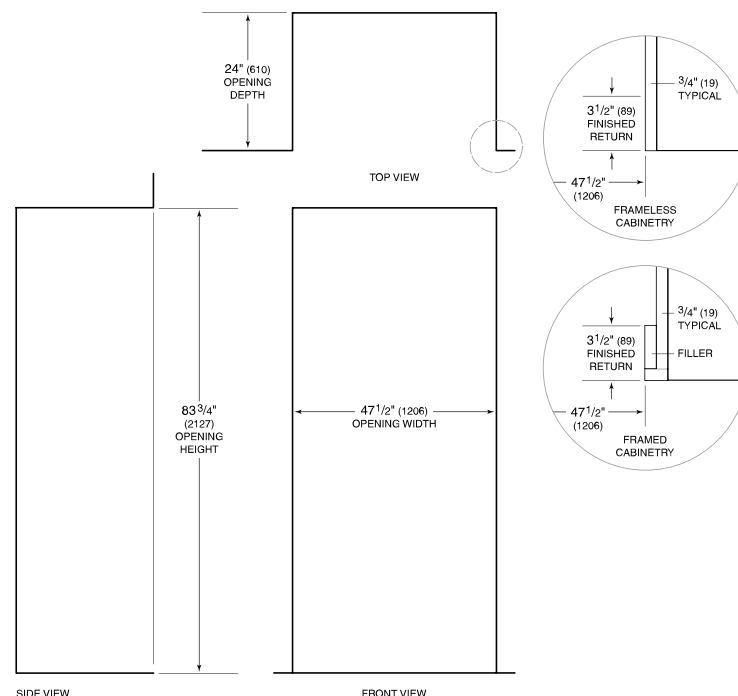 24" (610)
OPENING
DEPTH
TOP VIEW
3/4" (19)
TYPICAL
3 1/2" (89)
FINISHED
RETURN
47 1/2"
(1206)
FRAMELESS
CABINETRY
3/4" (19)
TYPICAL
3 1/2" (89)
FINISHED
RETURN
FILLER
47 1/2"
(1206)
FRAMED
CABINETRY
83 3/4"
(2127)
OPENING
HEIGHT
47 1/2" (1206)
OPENING WIDTH
SIDE VIEW
FRONT VIEW